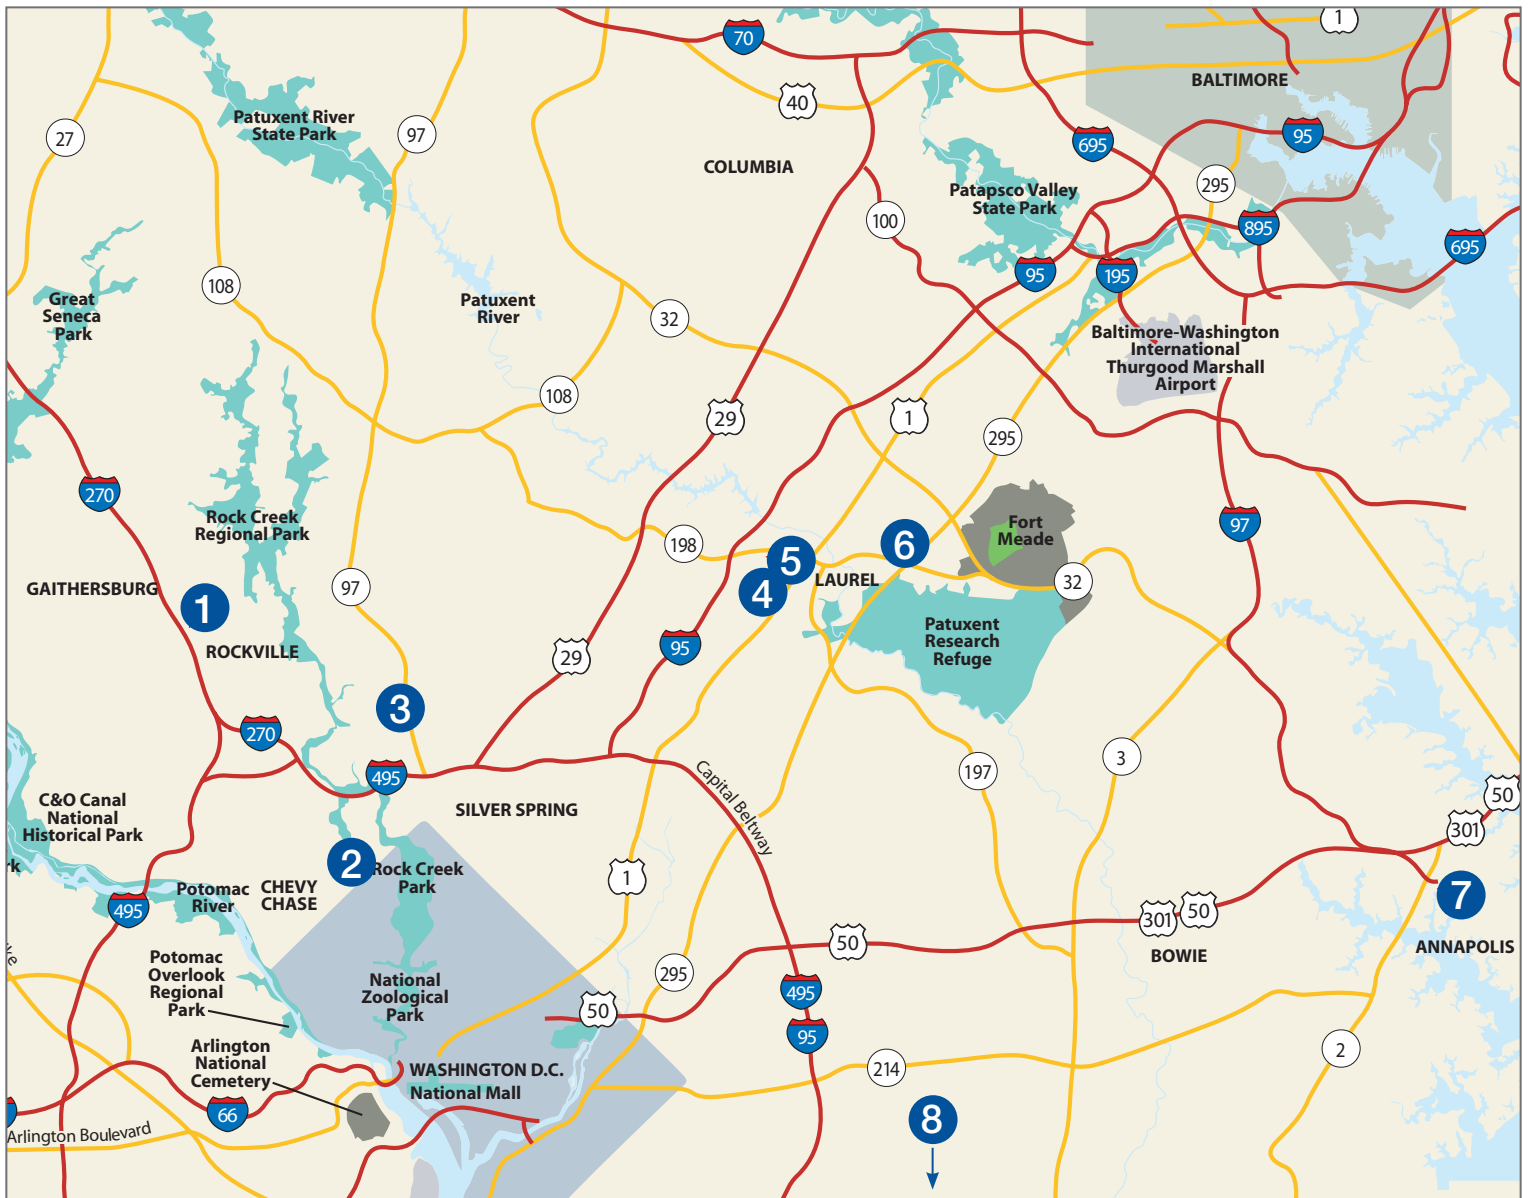 1
70
BALTIMORE
40
Patuxent River
State Park
97
27
695
95
COLUMBIA
295
Patapsco Valley
State Park
100
895
695
95
195
108
Great
Seneca
Park
Patuxent
River
32
Baltimore-Washington
International
Thurgood Marshall
Airport
108
29
1
295
270
Rock Creek
Regional Park
Fort
Meade
97
198
5
6
GAITHERSBURG
1
97
4
LAUREL
32
ROCKVILLE
29
95
Patuxent
Research
Refuge
3
270
495
197
3
Capital Beltway
50
C&O Canal
National
Historical Park
SILVER SPRING
301
rk
2
Rock Creek
Park
1
Potomac
River
CHEVY
CHASE
495
7
301
50
50
ANNAPOLIS
BOWIE
Potomac
Overlook
Regional
Park
National
Zoological
Park
295
495
50
95
Arlington
National
Cemetery
WASHINGTON D.C.
National Mall
214
2
66
8
Arlington Boulevard